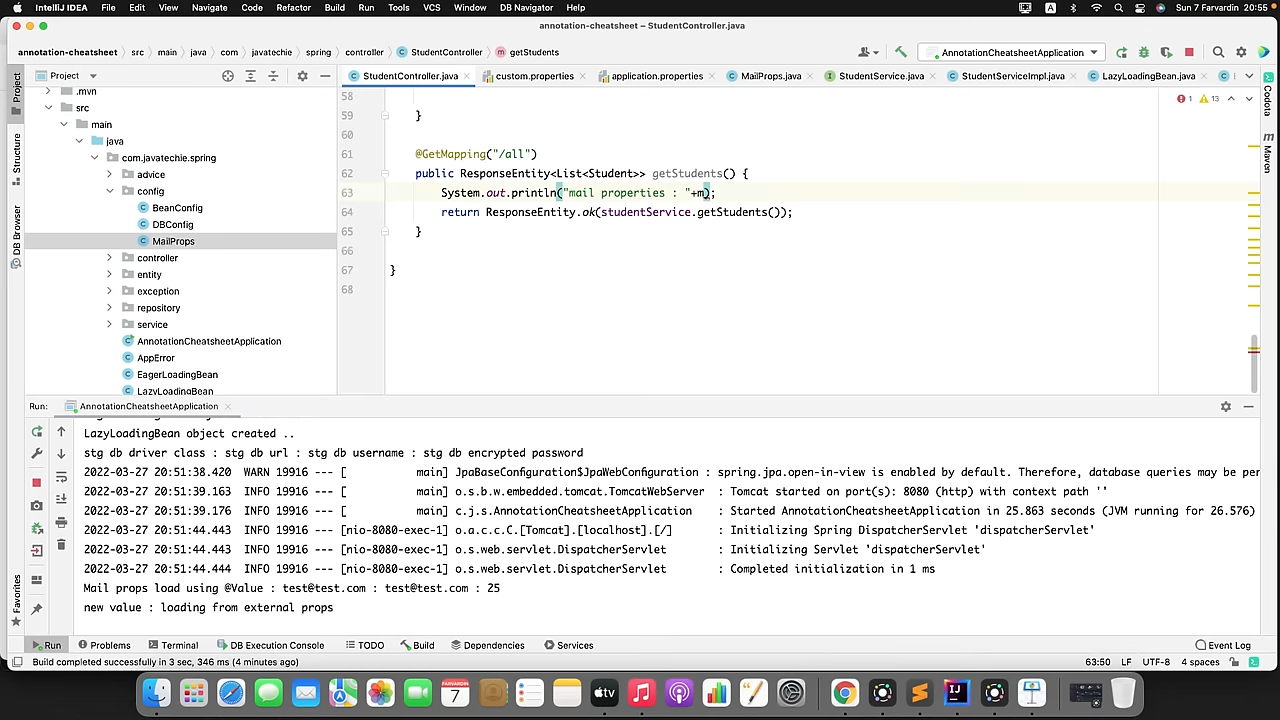 IntelliJ IDEA File Edit View Navigate Code Refactor Build Run Tools VCS Window DB Navigator Help A Sun 7 Farvardin 20:55
annotation-cheatsheet – StudentController.java
annotation-cheatsheet src main java com javatechie spring controller StudentController getStudents AnnotationCheatsheetApplication
Project StudentController.java custom.properties application.properties MailProps.java StudentService.java StudentServiceImpl.java LazyLoadingBean.java
.mvn
src
main
java
com.javatechie.spring
advice
config
BeanConfig
DBConfig
MailProps
controller
entity
exception
repository
service
AnnotationCheatsheetApplication
AppError
EagerLoadingBean
LazyLoadingBean
Project
Structure
DB Browser
Favorites
58
59 }
60
61 @GetMapping("/all")
62 public ResponseEntity<List<Student>> getStudents() {
63 System.out.println("mail properties : "+m);
64 return ResponseEntity.ok(studentService.getStudents());
65 }
66
67 }
68
1 13
Codota
Maven
Run: AnnotationCheatsheetApplication
LazyLoadingBean object created ..
stg db driver class : stg db url : stg db username : stg db encrypted password
2022-03-27 20:51:38.420 WARN 19916 --- [ main] JpaBaseConfiguration$JpaWebConfiguration : spring.jpa.open-in-view is enabled by default. Therefore, database queries may be per
2022-03-27 20:51:39.163 INFO 19916 --- [ main] o.s.b.w.embedded.tomcat.TomcatWebServer : Tomcat started on port(s): 8080 (http) with context path ''
2022-03-27 20:51:39.176 INFO 19916 --- [ main] c.j.s.AnnotationCheatsheetApplication : Started AnnotationCheatsheetApplication in 25.863 seconds (JVM running for 26.576)
2022-03-27 20:51:44.443 INFO 19916 --- [nio-8080-exec-1] o.a.c.C.[Tomcat].[localhost].[/] : Initializing Spring DispatcherServlet 'dispatcherServlet'
2022-03-27 20:51:44.443 INFO 19916 --- [nio-8080-exec-1] o.s.web.servlet.DispatcherServlet : Initializing Servlet 'dispatcherServlet'
2022-03-27 20:51:44.444 INFO 19916 --- [nio-8080-exec-1] o.s.web.servlet.DispatcherServlet : Completed initialization in 1 ms
Mail props load using @Value : test@test.com : test@test.com : 25
new value : loading from external props
Run Problems Terminal DB Execution Console TODO Build Dependencies Services Event Log
Build completed successfully in 3 sec, 346 ms (4 minutes ago) 63:50 LF UTF-8 4 spaces
FARVARDIN
7
tv
IJ